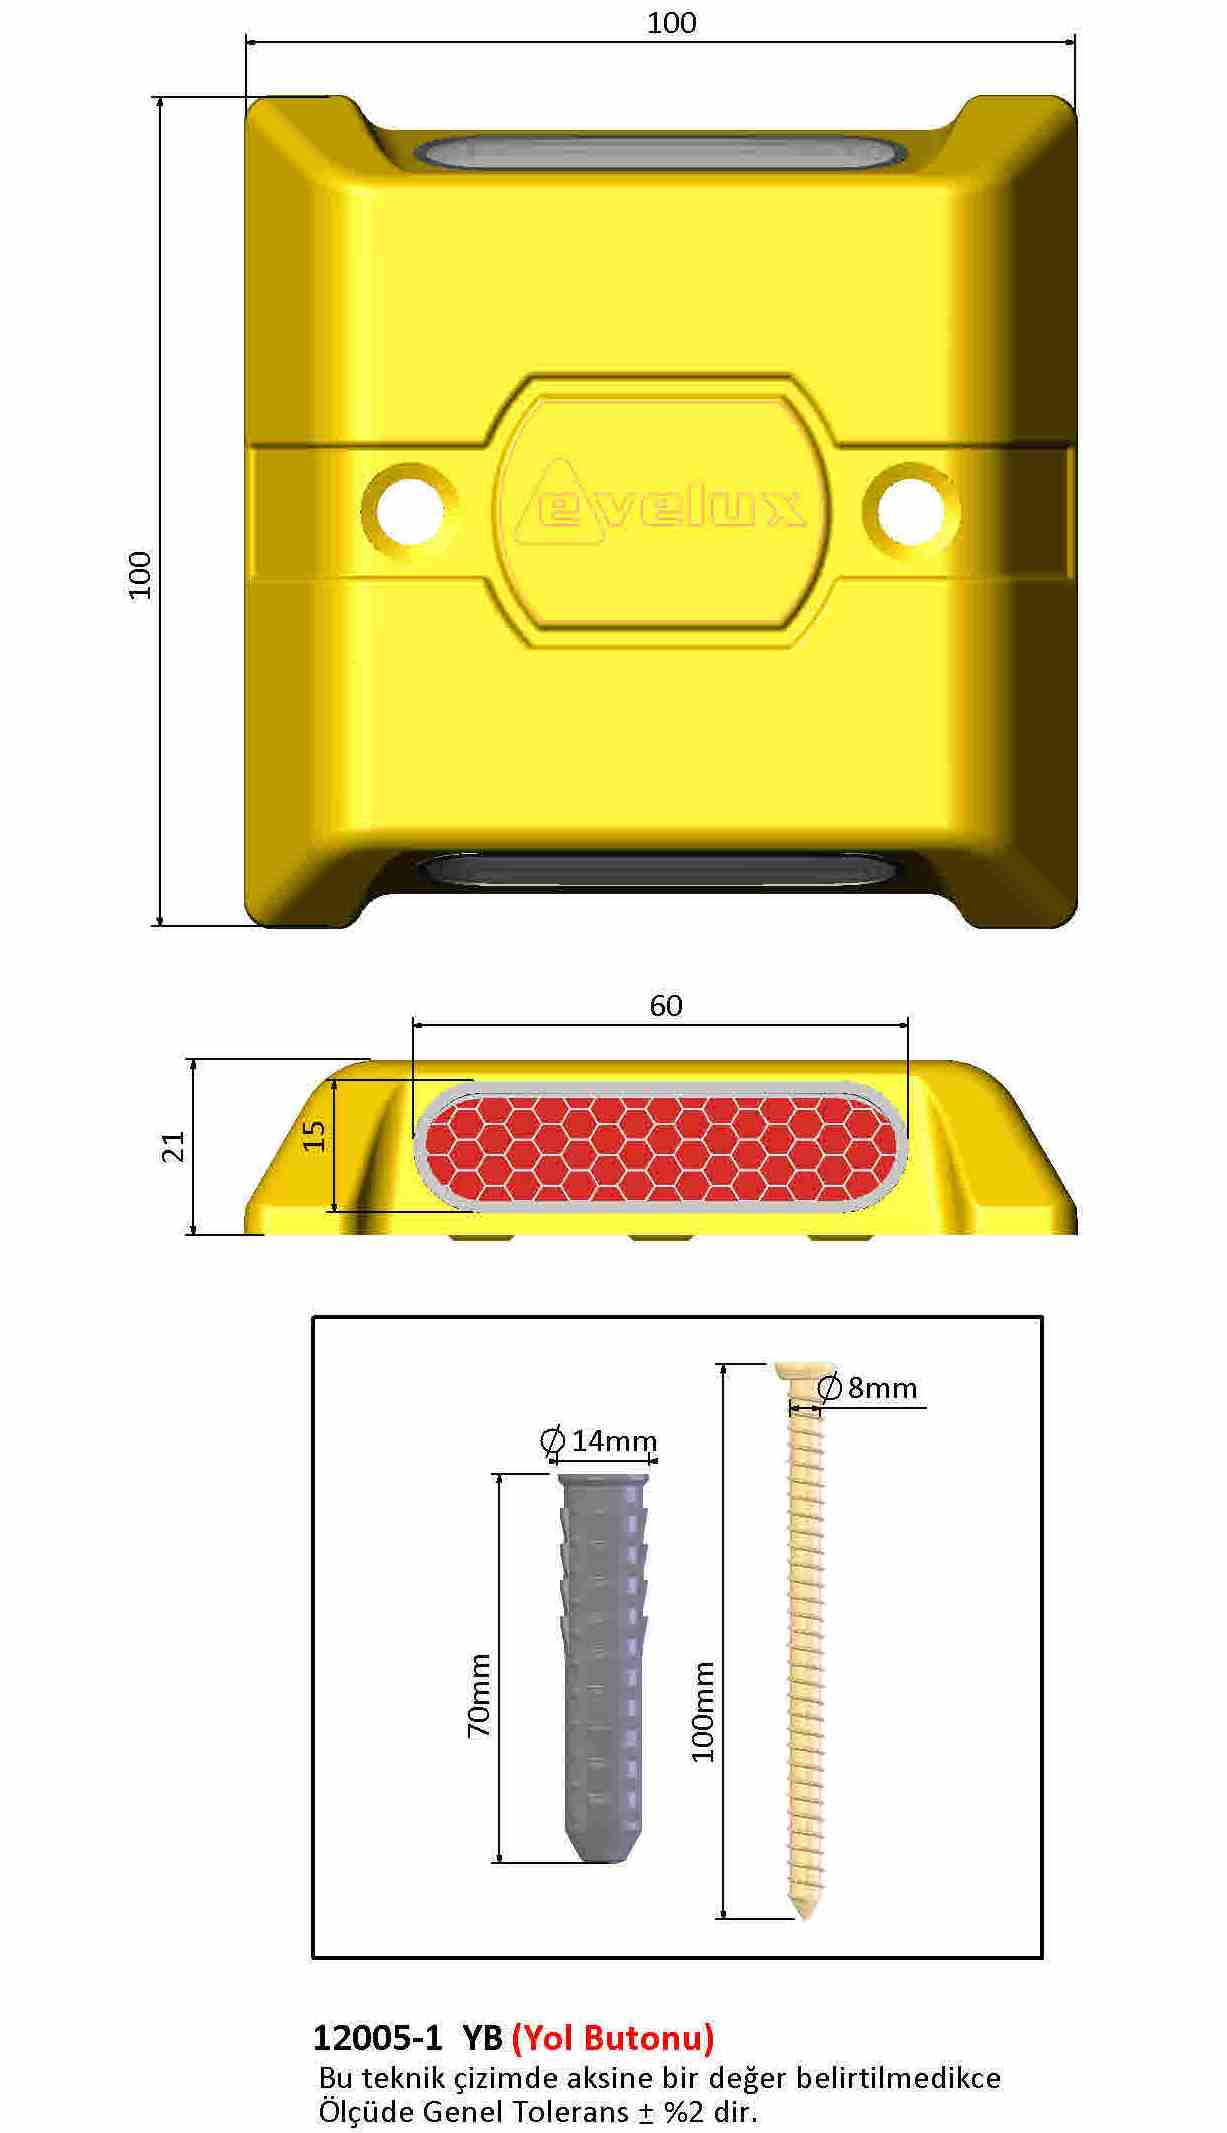 100
100
evelux
60
21
15
Ø 8mm
Ø 14mm
70mm
100mm
12005-1 YB (Yol Butonu)
Bu teknik çizimde aksine bir değer belirtilmedikce
Ölçüde Genel Tolerans ± %2 dir.